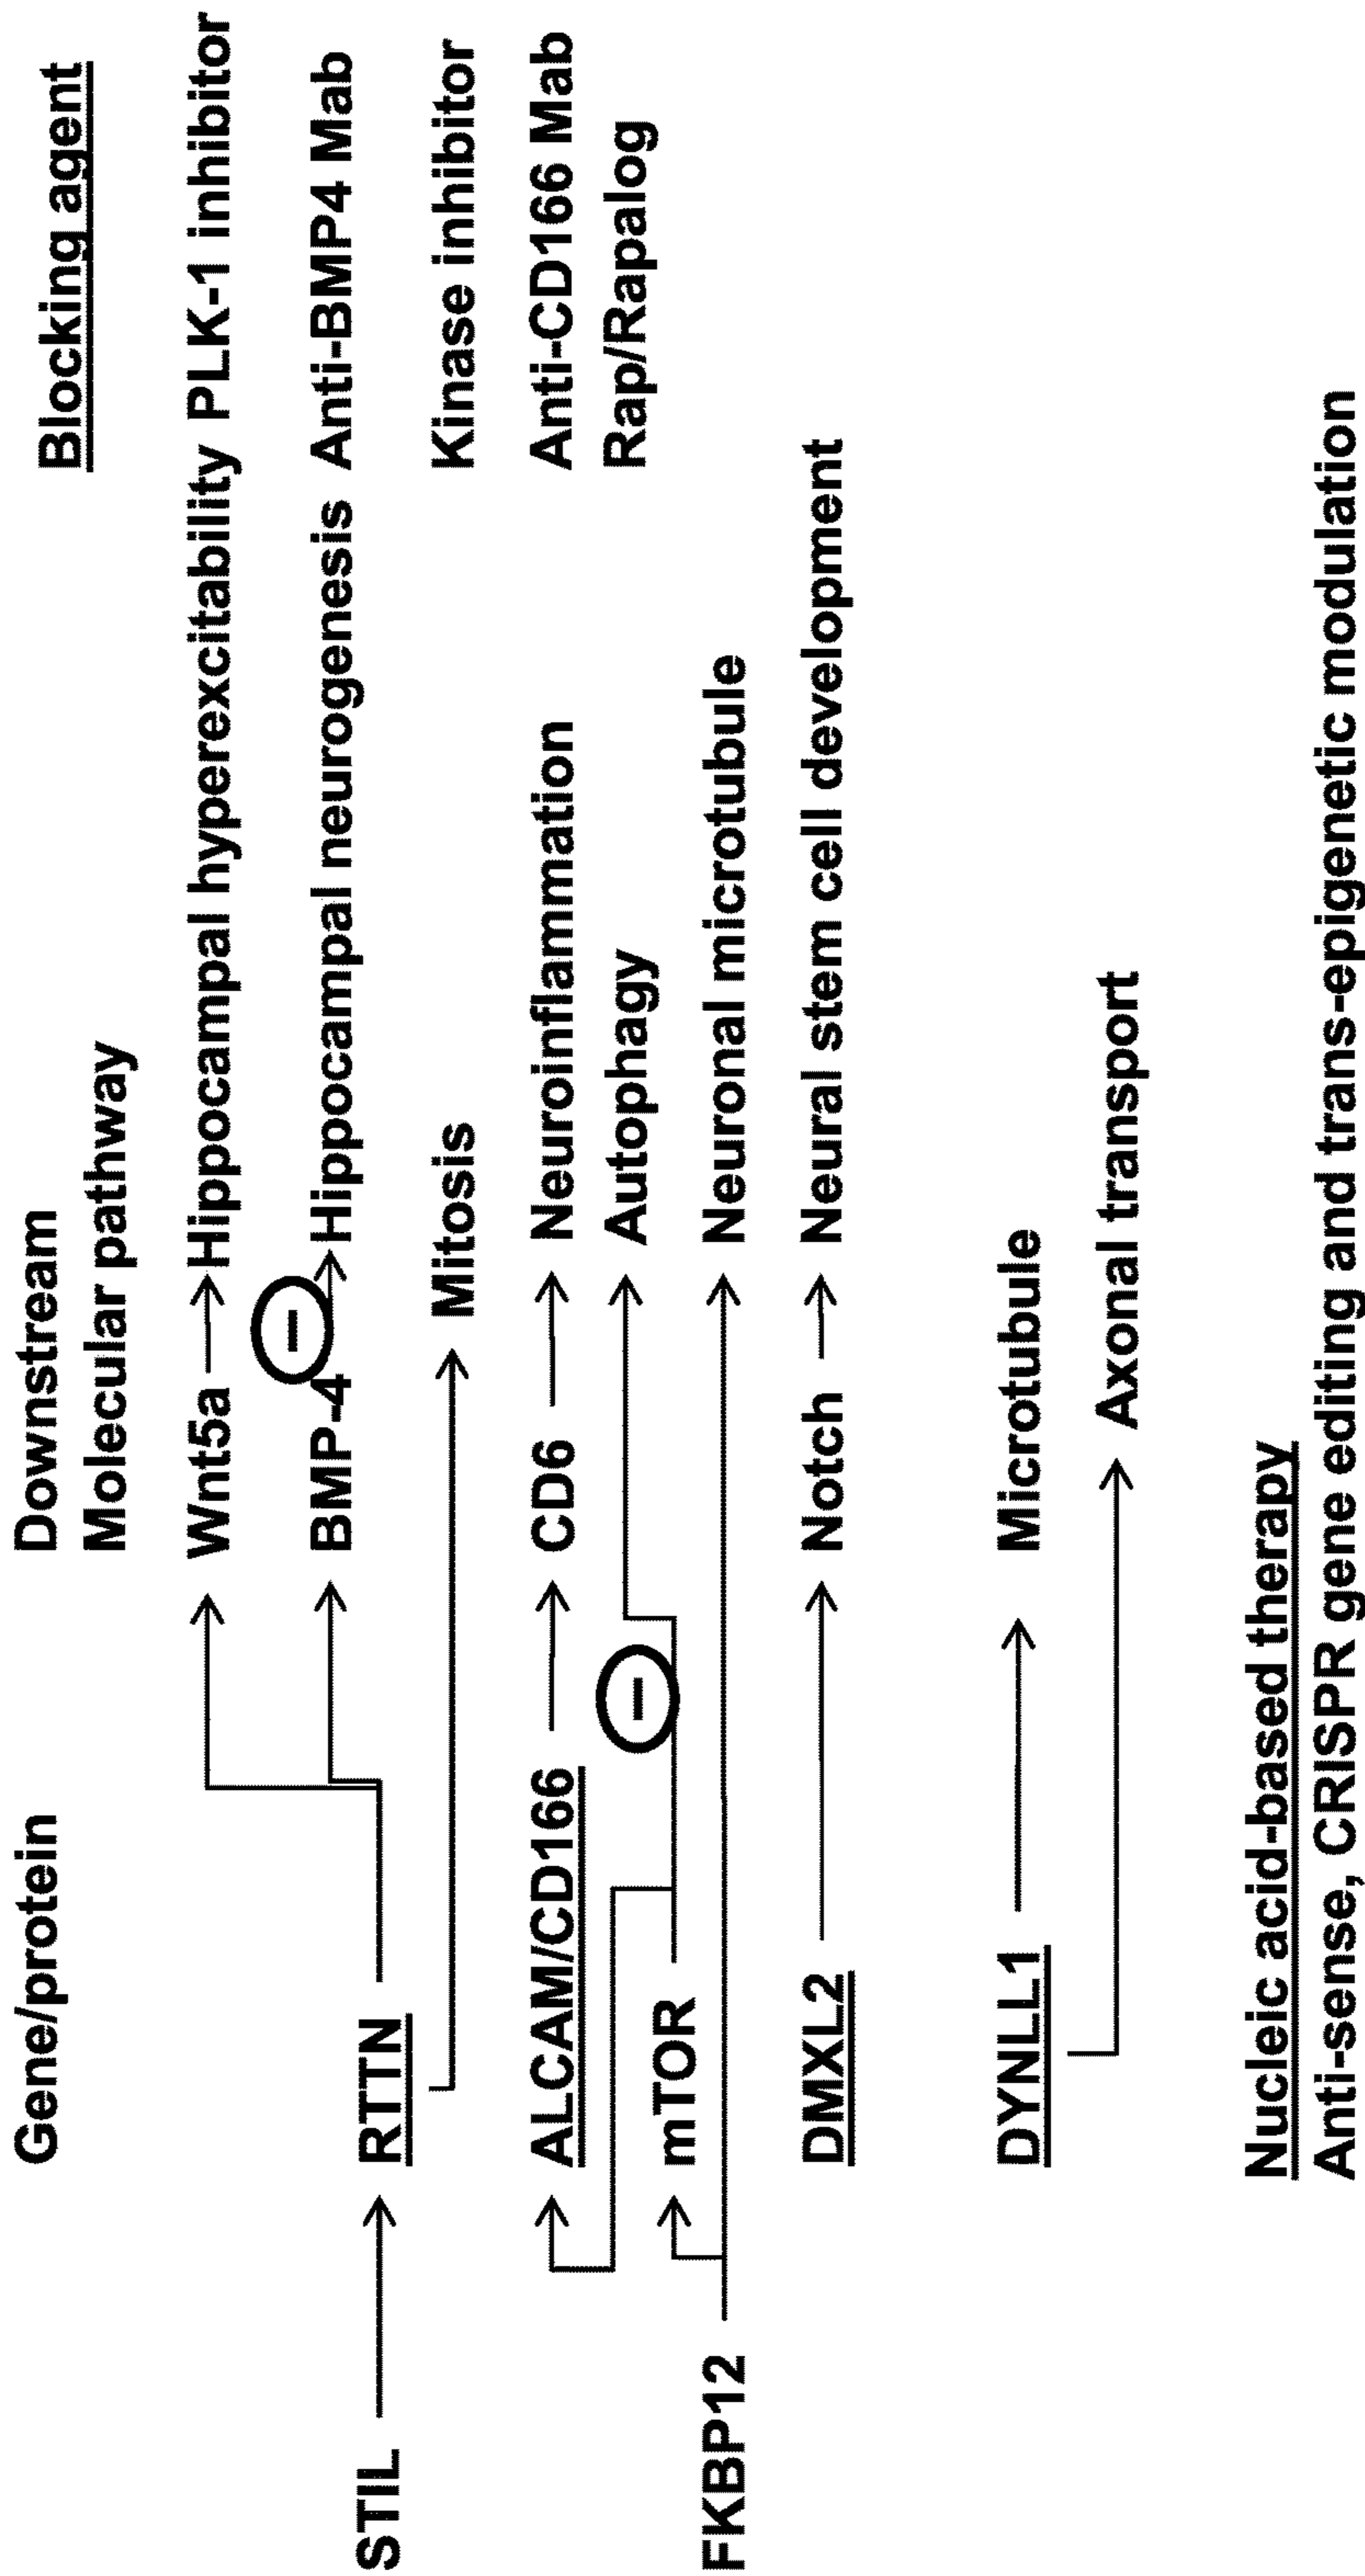 Gene/protein
Downstream
Molecular pathway
Blocking agent
Wnt5a
Hippocampal hyperexcitability
PLK-1 inhibitor
−
STIL
RTTN
BMP-4
Hippocampal neurogenesis
Anti-BMP4 Mab
Mitosis
Kinase inhibitor
ALCAM/CD166
CD6
Neuroinflammation
Anti-CD166 Mab
−
Autophagy
Rap/Rapalog
mTOR
FKBP12
Neuronal microtubule
DMXL2
Notch
Neural stem cell development
DYNLL1
Microtubule
Axonal transport
Nucleic acid-based therapy
Anti-sense, CRISPR gene editing and trans-epigenetic modulation